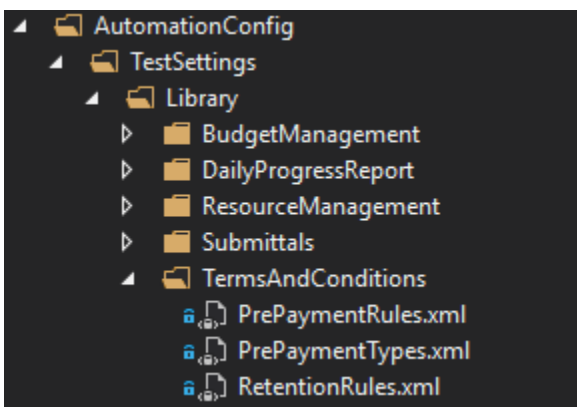 AutomationConfig
TestSettings
Library
BudgetManagement
DailyProgressReport
ResourceManagement
Submittals
TermsAndConditions
PrePaymentRules.xml
PrePaymentTypes.xml
RetentionRules.xml